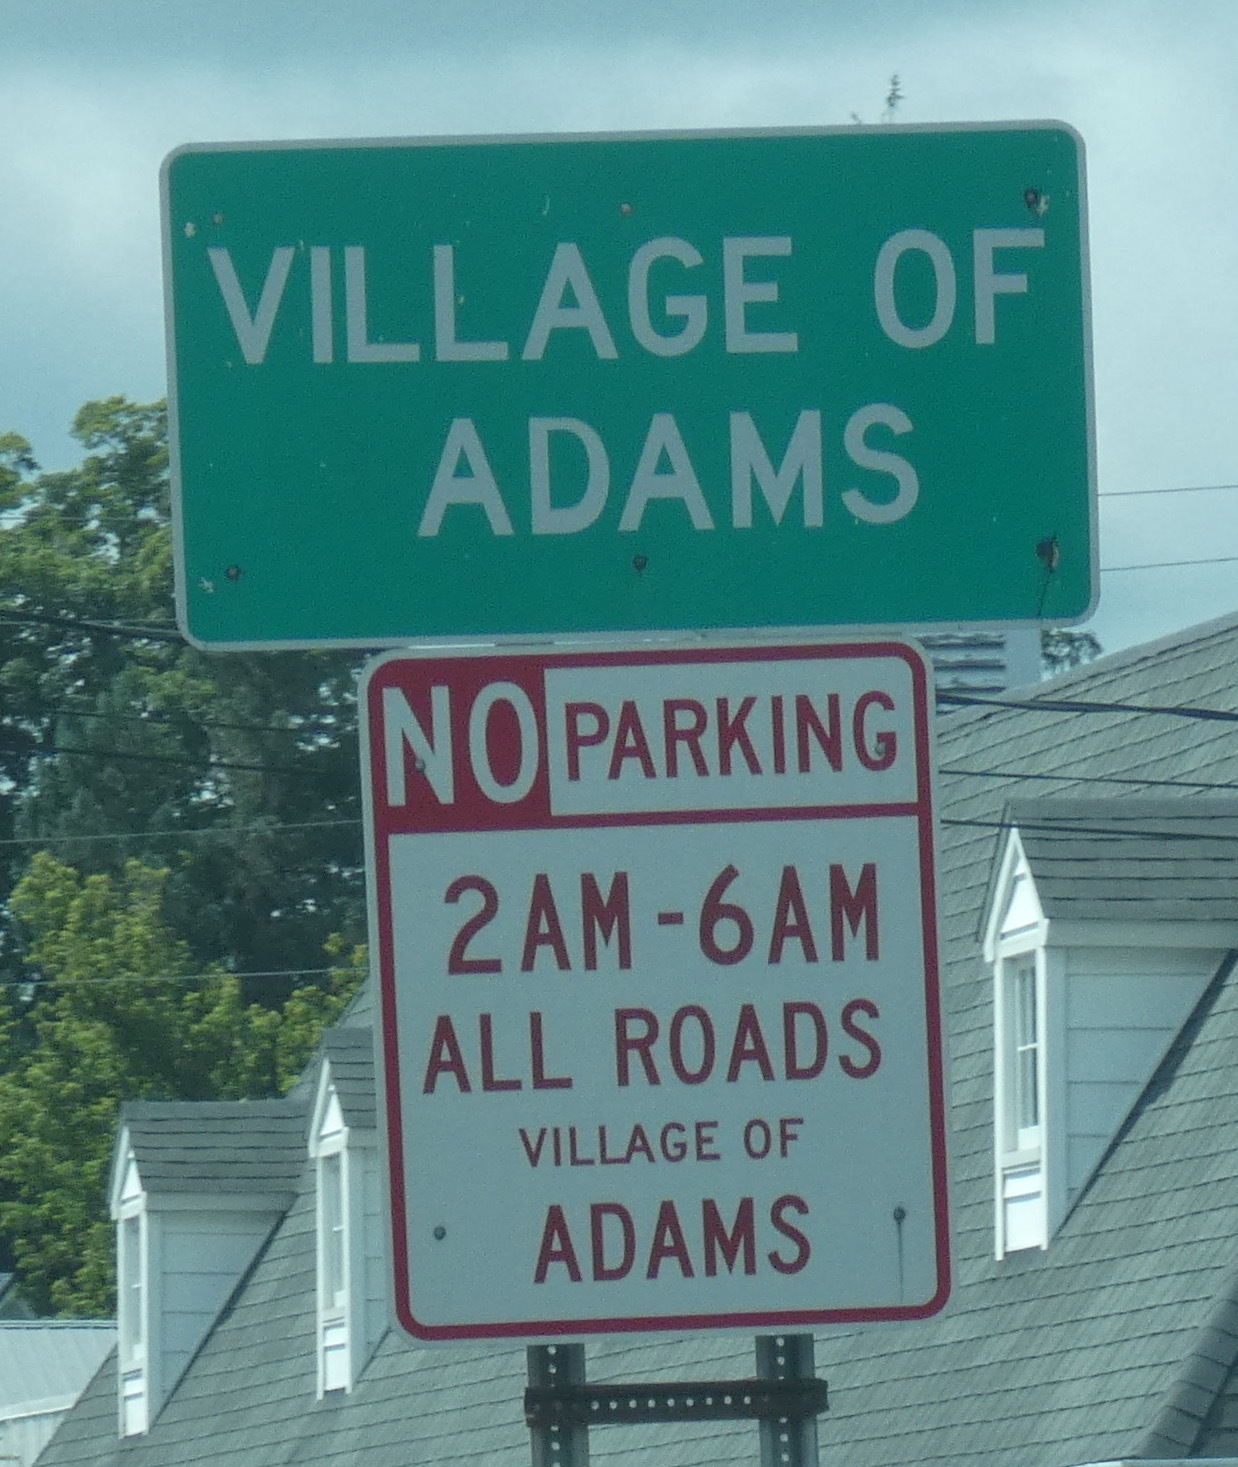 VILLAGE OF
ADAMS
NO PARKING
2AM-6AM
ALL ROADS
VILLAGE OF
ADAMS